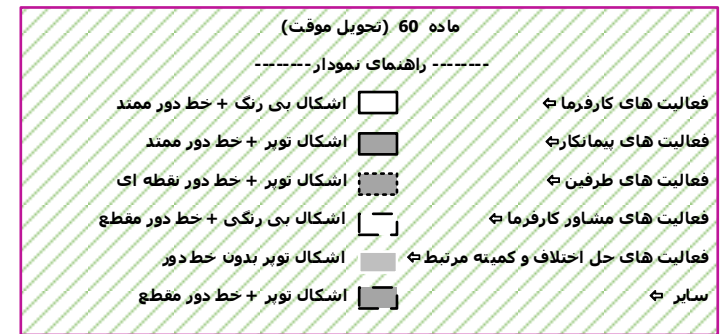 ماده 60 (تحویل موقت)
-------- راهنمای نمودار--------
فعالیت های کارفرما ⇦ اشکال بی رنگ + خط دور ممتد
فعالیت های پیمانکار⇦ اشکال توپر + خط دور ممتد
فعالیت های طرفین ⇦ اشکال توپر + خط دور نقطه ای
فعالیت های مشاور کارفرما ⇦ اشکال بی رنگی + خط دور مقطع
فعالیت های حل اختلاف و کمیته مرتبط⇦ اشکال توپر بدون خط دور
سایر ⇦ اشکال توپر + خط دور مقطع